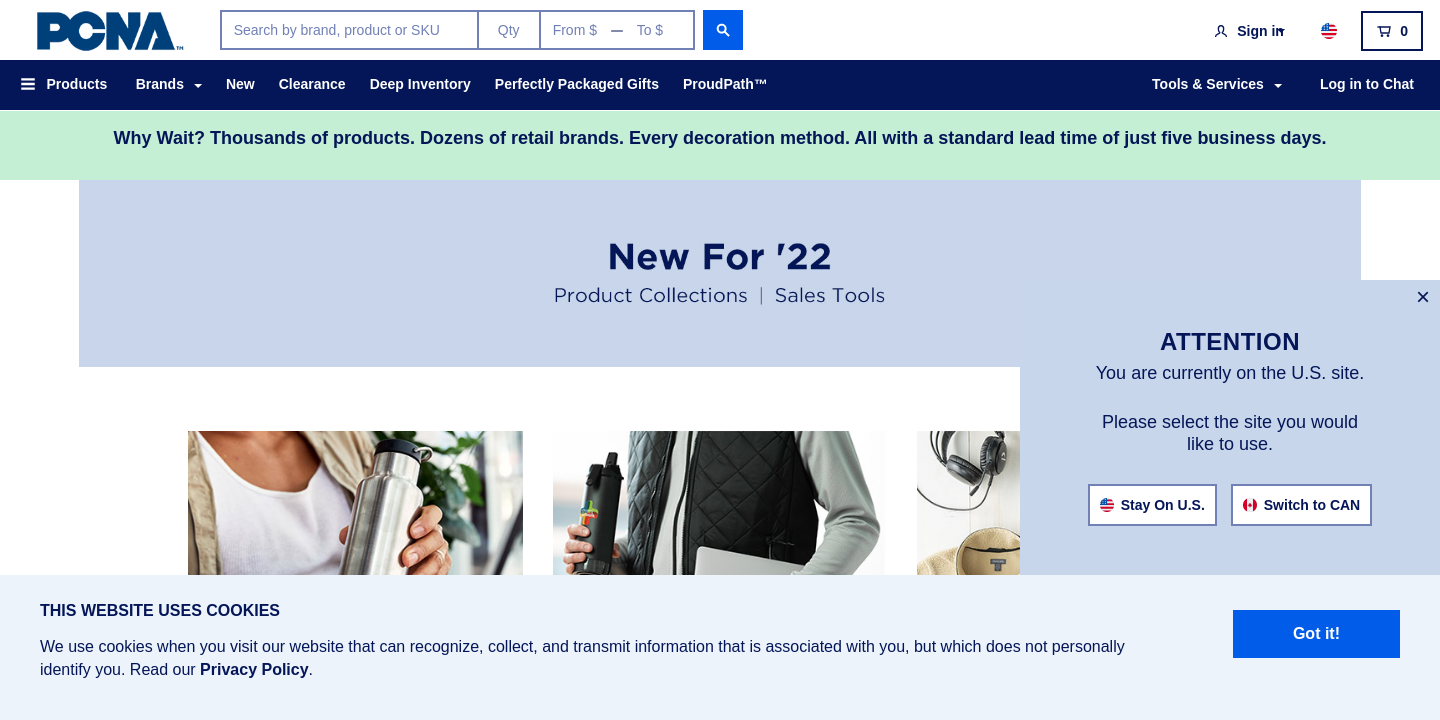 PCNA™
Search by brand, product or SKU
Qty
From $
—
To $
Sign in
0
Products
Brands
New
Clearance
Deep Inventory
Perfectly Packaged Gifts
ProudPath™
Tools & Services
Log in to Chat
Why Wait? Thousands of products. Dozens of retail brands. Every decoration method. All with a standard lead time of just five business days.
New For '22
Product Collections | Sales Tools
×
ATTENTION
You are currently on the U.S. site.
Please select the site you would
like to use.
Stay On U.S.
Switch to CAN
THIS WEBSITE USES COOKIES
We use cookies when you visit our website that can recognize, collect, and transmit information that is associated with you, but which does not personally
identify you. Read our Privacy Policy.
Got it!